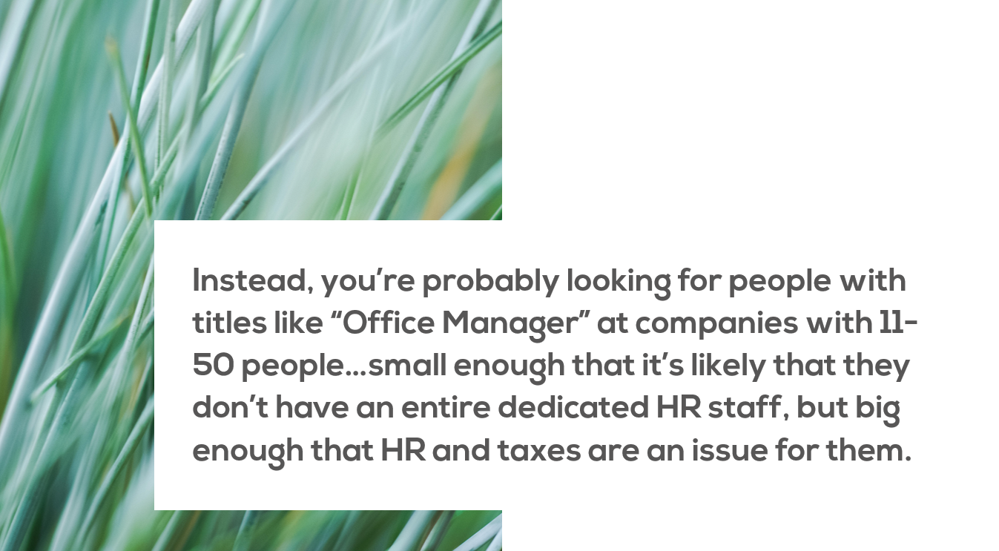 Instead, you’re probably looking for people with
titles like “Office Manager” at companies with 11-
50 people...small enough that it’s likely that they
don’t have an entire dedicated HR staff, but big
enough that HR and taxes are an issue for them.